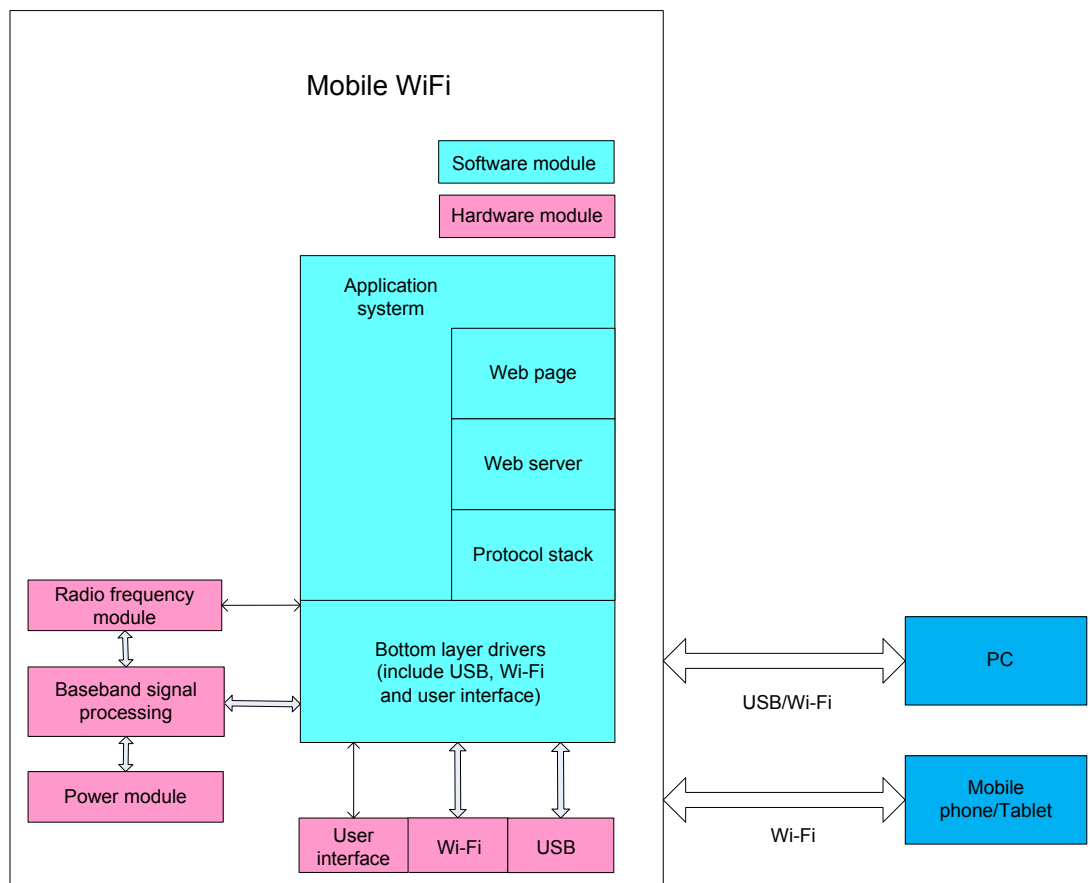 Mobile WiFi
Software module
Hardware module
Application
systerm
Web page
Web server
Protocol stack
Radio frequency
module
Bottom layer drivers
(include USB, Wi-Fi
and user interface)
Baseband signal
processing
Power module
User
interface
Wi-Fi
USB
PC
USB/Wi-Fi
Mobile
phone/Tablet
Wi-Fi